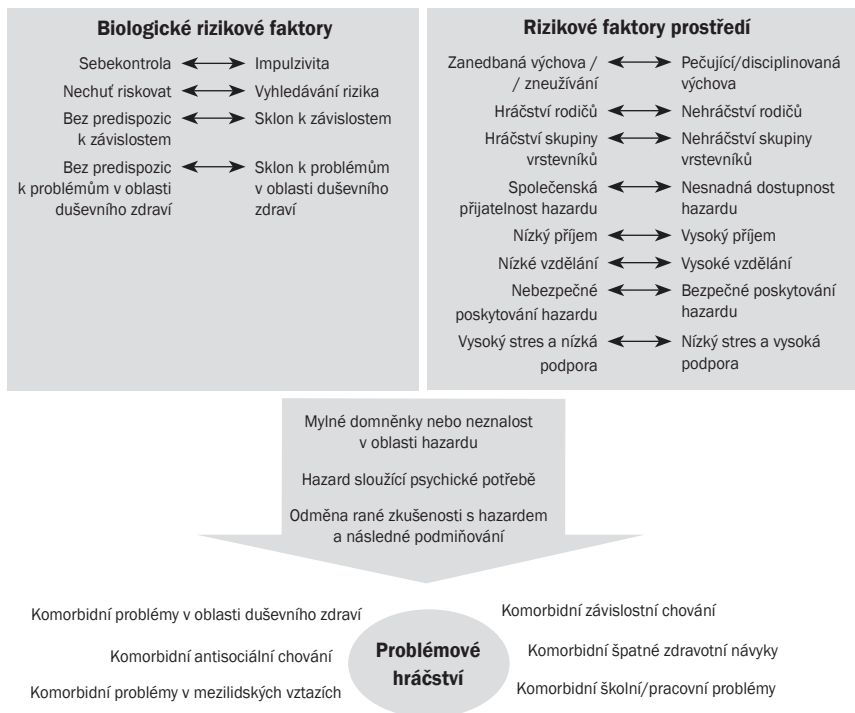 Biologické rizikové faktory
Sebekontrola Impulzivita
Nechuť riskovat Vyhledávání rizika
Bez predispozic Sklon k závislostem
k závislostem
Bez predispozic Sklon k problémům
k problémům v oblasti v oblasti duševního
duševního zdraví zdraví
Rizikové faktory prostředí
Zanedbaná výchova / Pečující/disciplinovaná
/ zneužívání výchova
Hráčství rodičů Nehráčství rodičů
Hráčství skupiny Nehráčství skupiny
vrstevníků vrstevníků
Společenská Nesnadná dostupnost
přijatelnost hazardu hazardu
Nízký příjem Vysoký příjem
Nízké vzdělání Vysoké vzdělání
Nebezpečné Bezpečné poskytování
poskytování hazardu hazardu
Vysoký stres a nízká Nízký stres a vysoká
podpora podpora
Mylné domněnky nebo neznalost
v oblasti hazardu
Hazard sloužící psychické potřebě
Odměna rané zkušenosti s hazardem
a následné podmiňování
Komorbidní problémy v oblasti duševního zdraví
Komorbidní antisociální chování
Komorbidní problémy v mezilidských vztazích
Problémové
hráčství
Komorbidní závislostní chování
Komorbidní špatné zdravotní návyky
Komorbidní školní/pracovní problémy